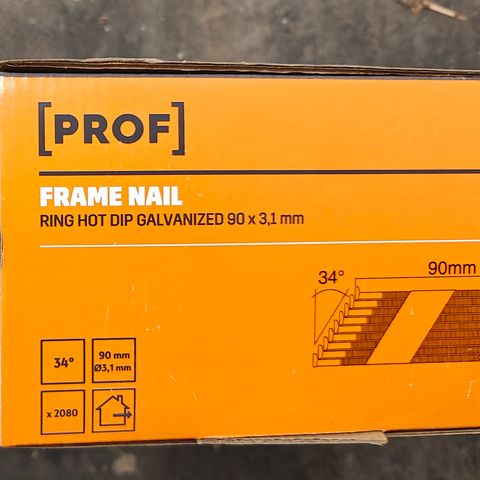 [PROF]
FRAME NAIL
RING HOT DIP GALVANIZED 90 x 3,1 mm
34°
90mm
34°
90 mm
Ø3,1 mm
x 2080